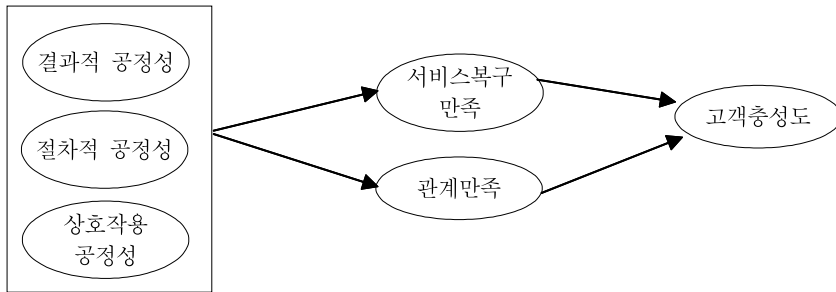 결과적 공정성
절차적 공정성
상호작용
공정성
서비스복구
만족
관계만족
고객충성도